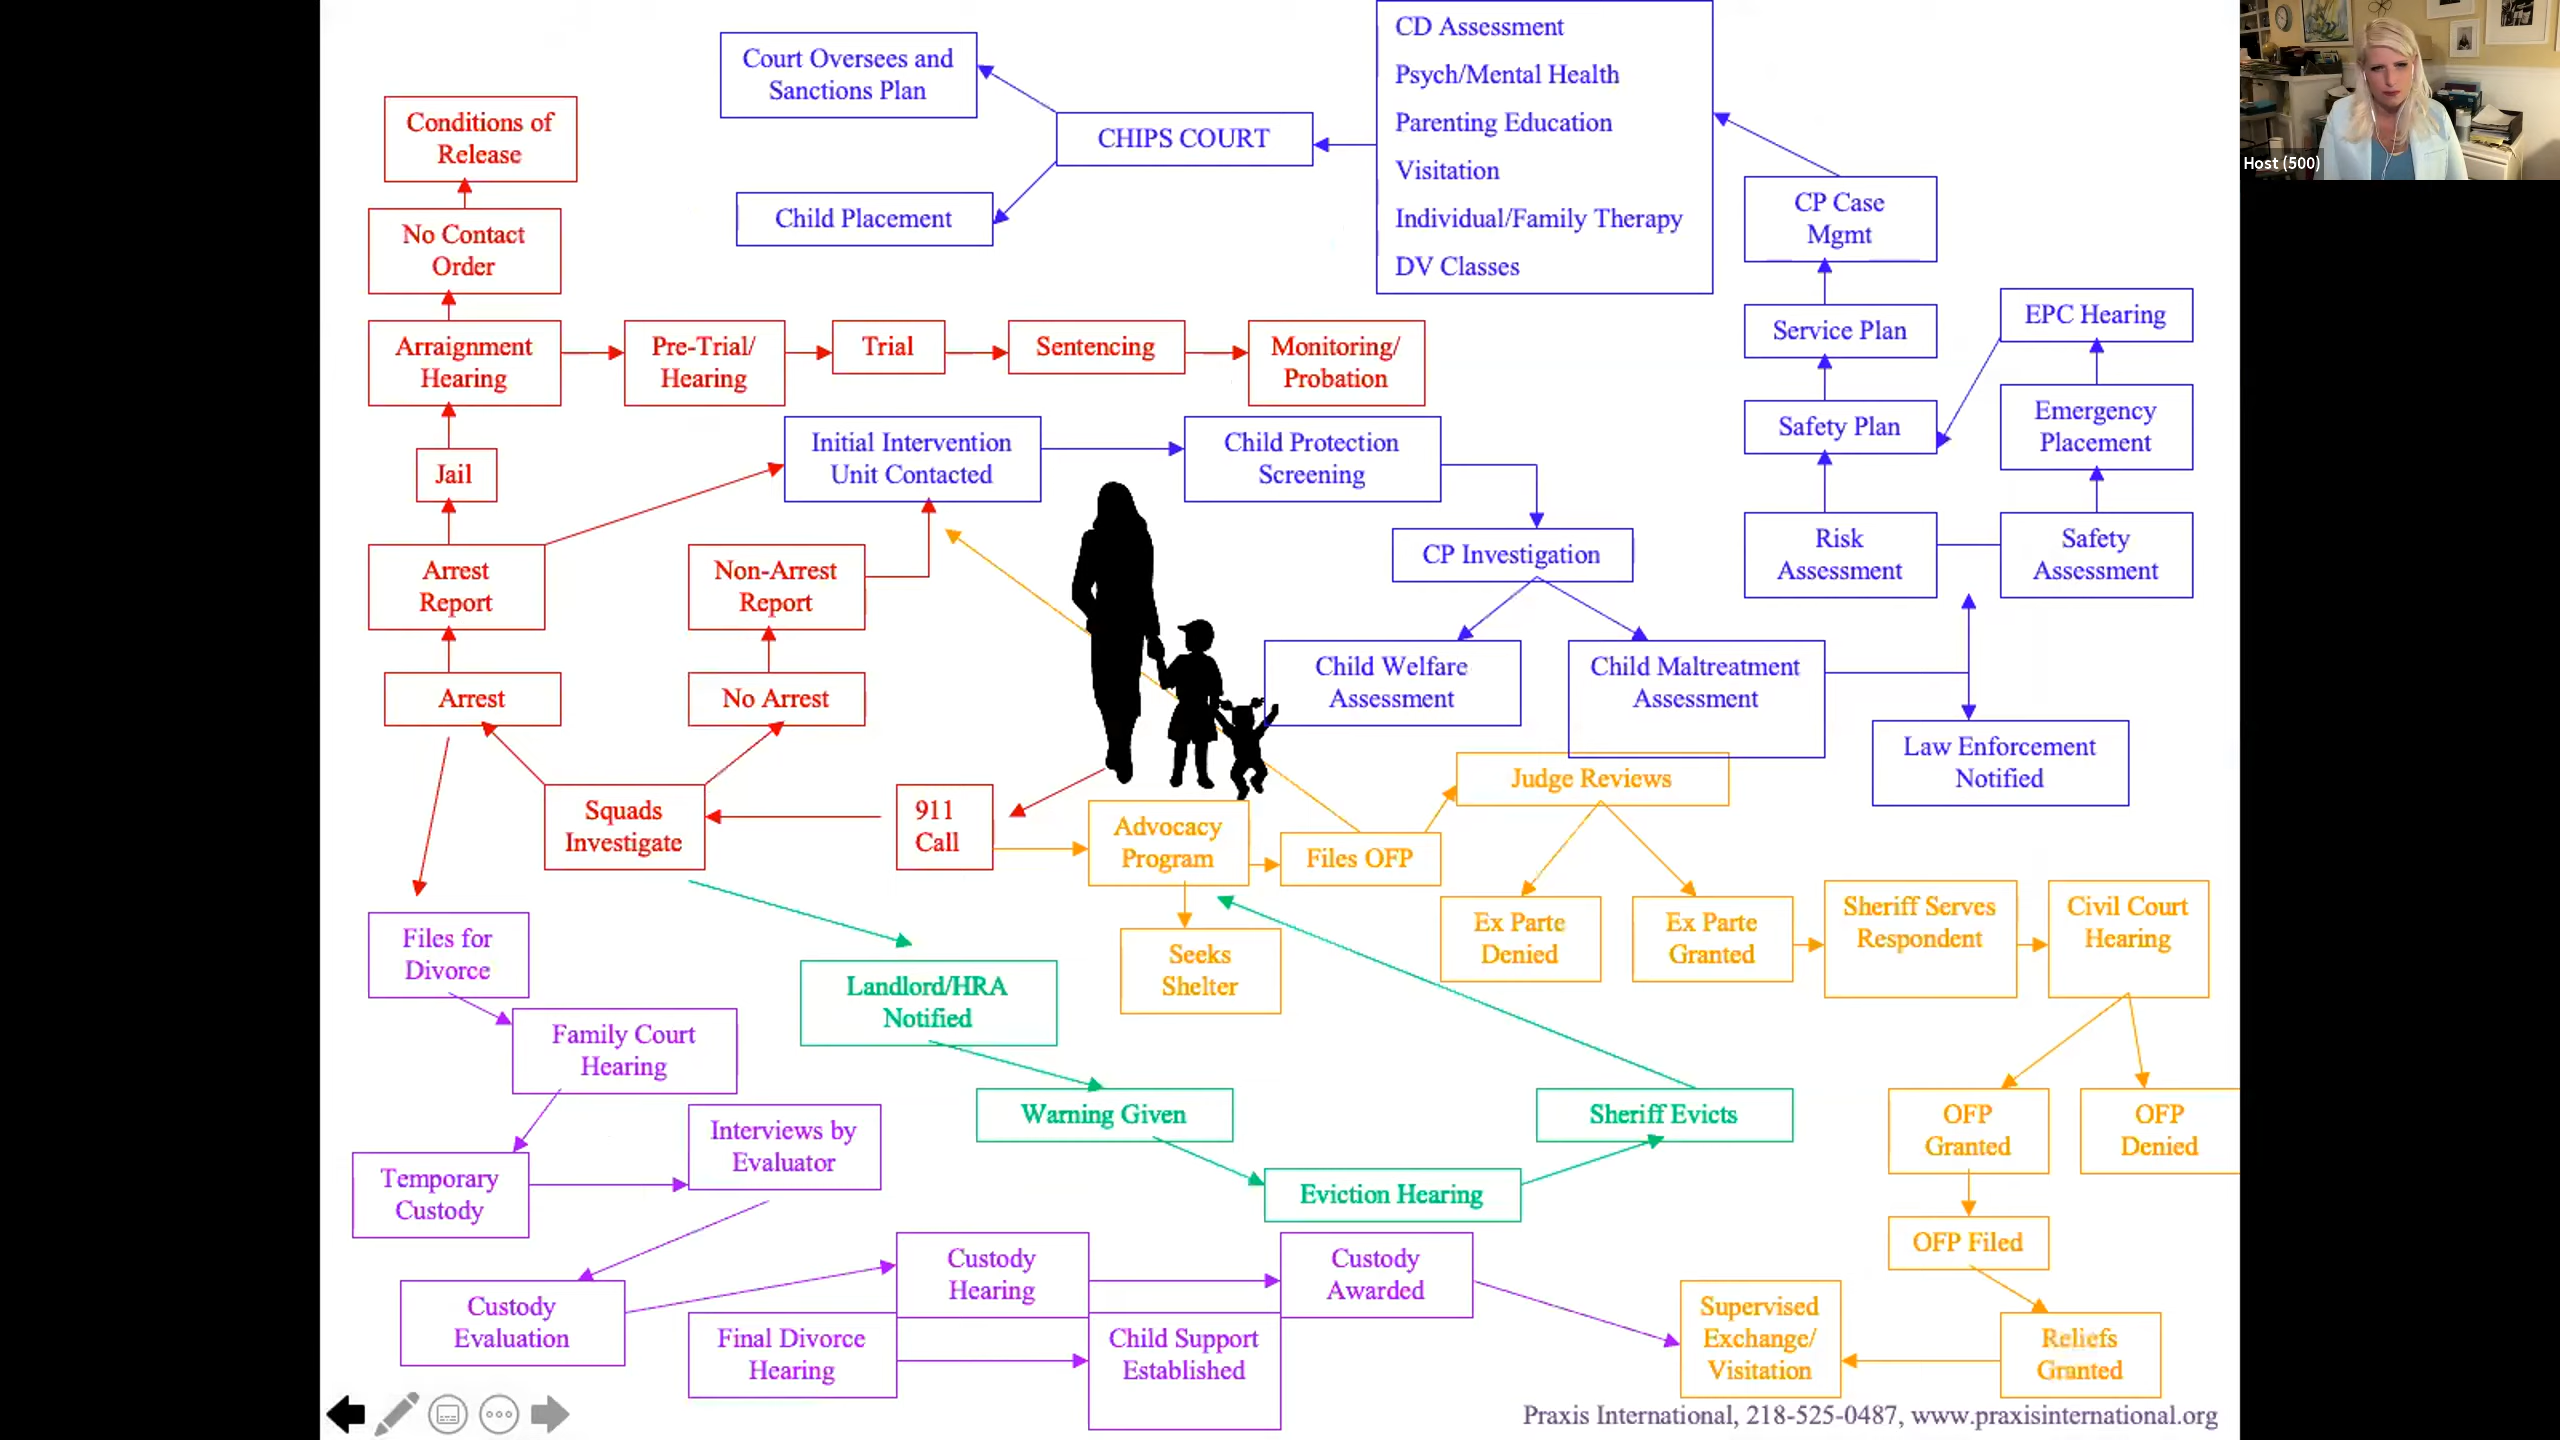 Court Oversees and
Sanctions Plan
CHIPS COURT
Child Placement
CD Assessment
Psych/Mental Health
Parenting Education
Visitation
Individual/Family Therapy
DV Classes
Host (500)
Conditions of
Release
No Contact
Order
CP Case
Mgmt
Service Plan
EPC Hearing
Arraignment
Hearing
Pre-Trial/
Hearing
Trial
Sentencing
Monitoring/
Probation
Jail
Initial Intervention
Unit Contacted
Child Protection
Screening
Safety Plan
Emergency
Placement
Arrest
Report
Non-Arrest
Report
CP Investigation
Risk
Assessment
Safety
Assessment
Arrest
No Arrest
Child Welfare
Assessment
Child Maltreatment
Assessment
Law Enforcement
Notified
Squads
Investigate
911
Call
Advocacy
Program
Files OFP
Judge Reviews
Seeks
Shelter
Ex Parte
Denied
Ex Parte
Granted
Sheriff Serves
Respondent
Civil Court
Hearing
Files for
Divorce
Landlord/HRA
Notified
Family Court
Hearing
Warning Given
Sheriff Evicts
OFP
Granted
OFP
Denied
Interviews by
Evaluator
Temporary
Custody
Eviction Hearing
OFP Filed
Custody
Evaluation
Custody
Hearing
Custody
Awarded
Final Divorce
Hearing
Child Support
Established
Supervised
Exchange/
Visitation
Reliefs
Granted
Praxis International, 218-525-0487, www.praxisinternational.org